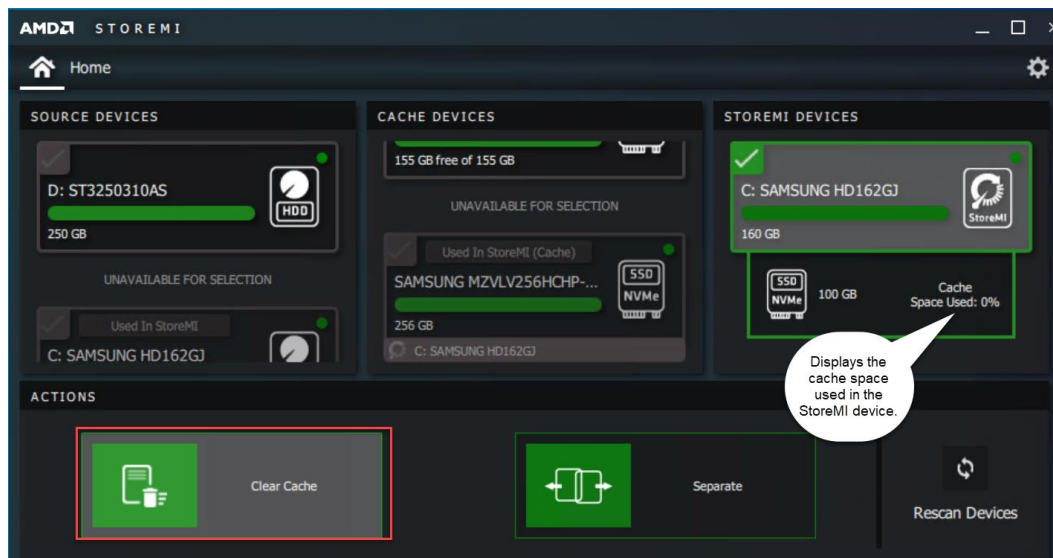 AMD STOREMI
Home
SOURCE DEVICES
D: ST3250310AS
HDD
250 GB
UNAVAILABLE FOR SELECTION
Used In StoreMI
C: SAMSUNG HD162GJ
CACHE DEVICES
155 GB free of 155 GB
UNAVAILABLE FOR SELECTION
Used In StoreMI (Cache)
SAMSUNG MZVLV256HCHP-...
SSD
NVMe
256 GB
C: SAMSUNG HD162GJ
STOREMI DEVICES
C: SAMSUNG HD162GJ
StoreMI
160 GB
SSD
NVMe
100 GB
Cache
Space Used: 0%
Displays the
cache space
used in the
StoreMI device.
ACTIONS
Clear Cache
Separate
Rescan Devices